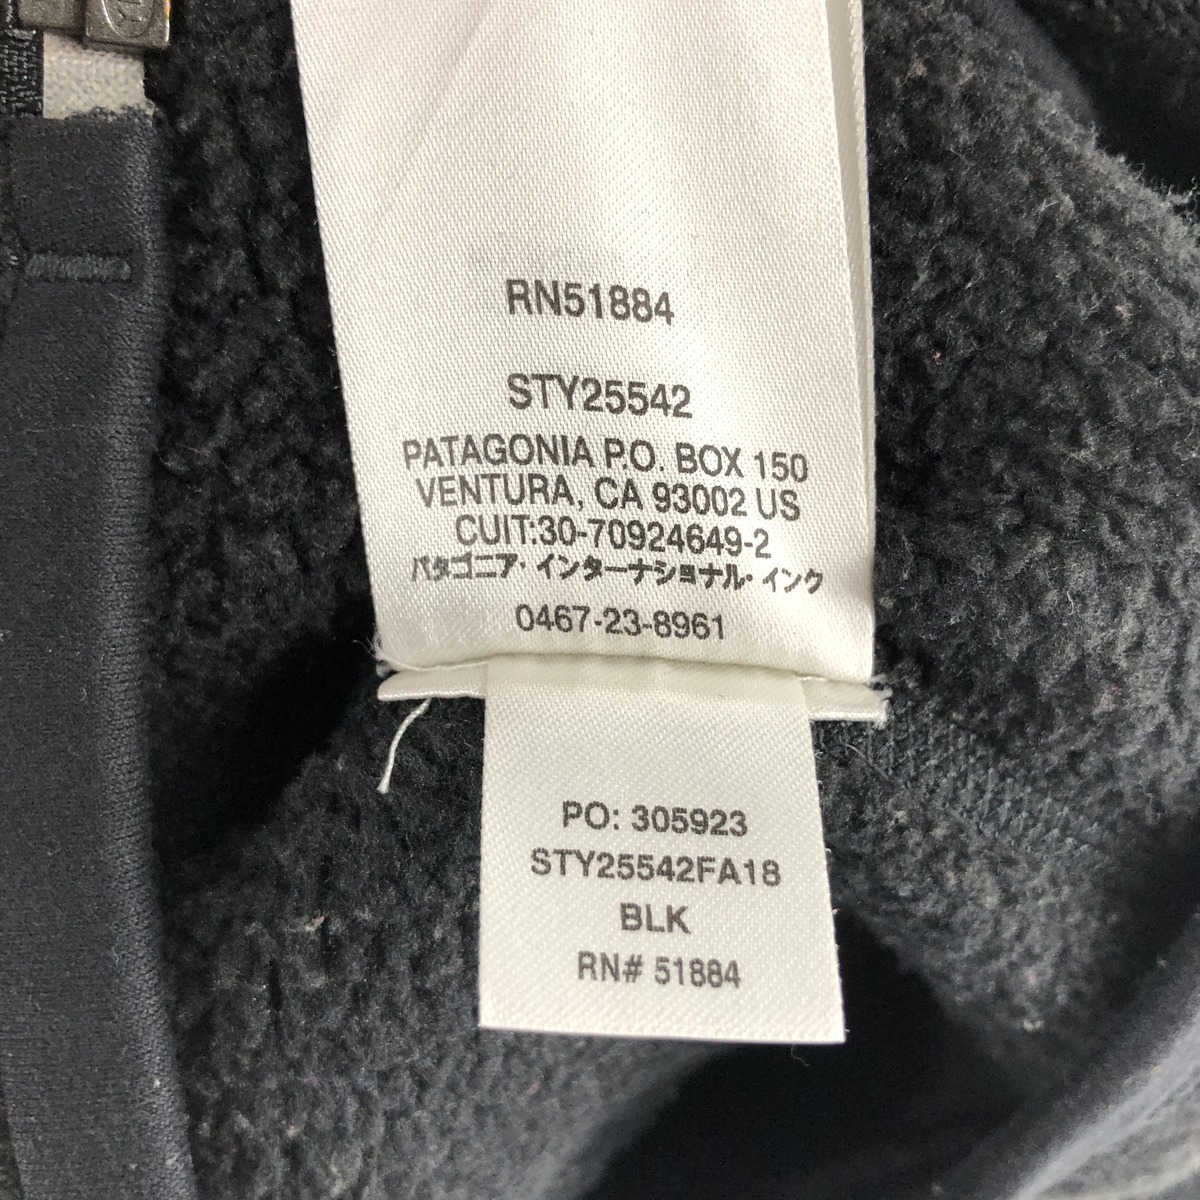 RN51884
STY25542
PATAGONIA P.O. BOX 150
VENTURA, CA 93002 US
CUIT:30-70924649-2
パタゴニア・インターナショナル・インク
0467-23-8961
PO: 305923
STY25542FA18
BLK
RN# 51884